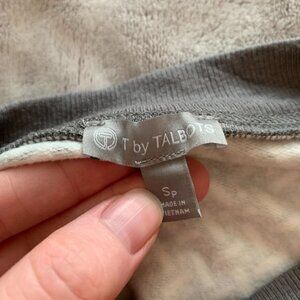 T by TALBOTS
Sp
MADE IN
VIETNAM